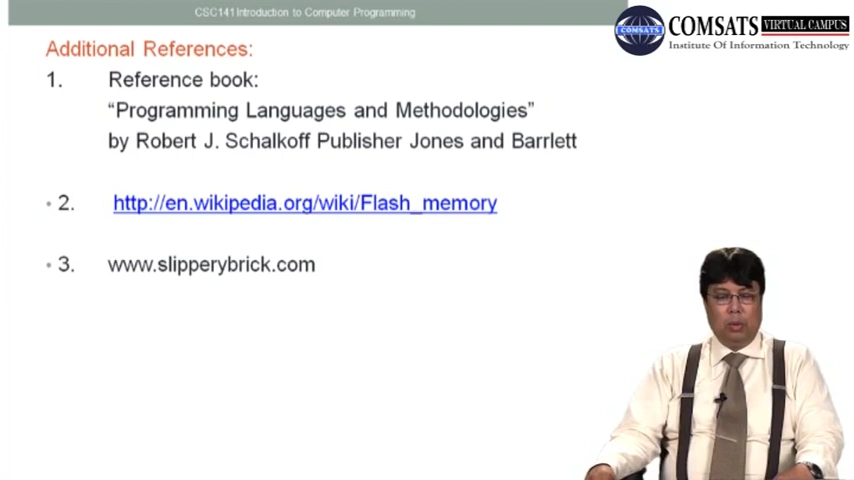 CSC141 Introduction to Computer Programming
COMSATS VIRTUAL CAMPUS
COMSATS
Institute Of Information Technology
Additional References:
1. Reference book:
“Programming Languages and Methodologies”
by Robert J. Schalkoff Publisher Jones and Barrlett
• 2. http://en.wikipedia.org/wiki/Flash_memory
• 3. www.slipperybrick.com